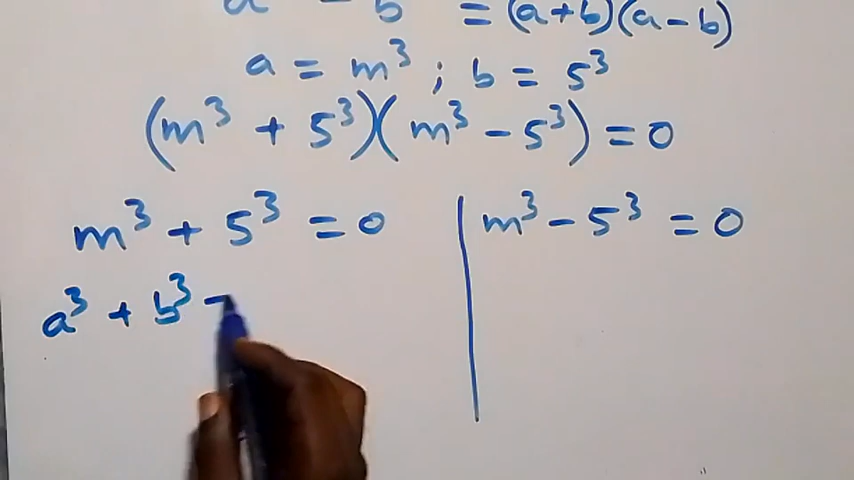 a - b = (a+b)(a-b)
a = m³ ; b = 5³
(m³ + 5³)(m³ - 5³) = 0
m³ + 5³ = 0
a³ + b³ -
m³ - 5³ = 0